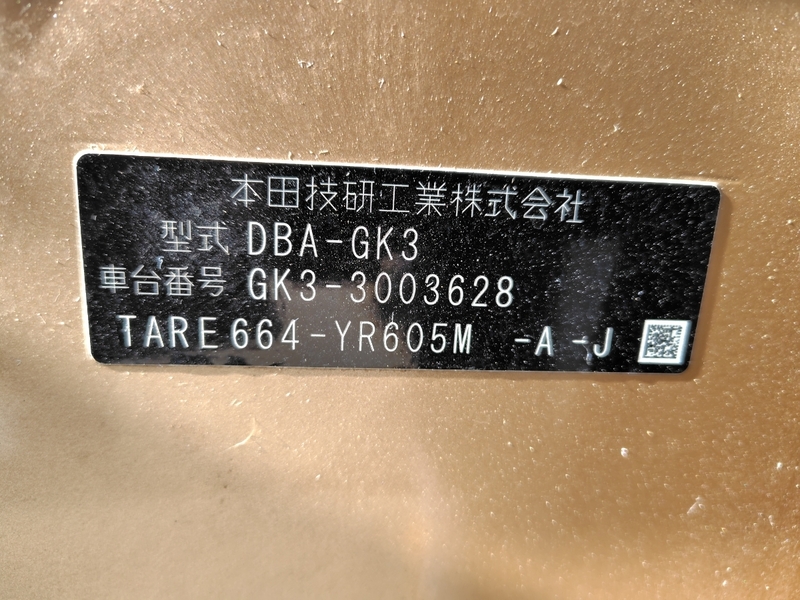 本田技研工業株式会社
型式 DBA-GK3
車台番号 GK3-3003628
TARE664-YR605M -A-J